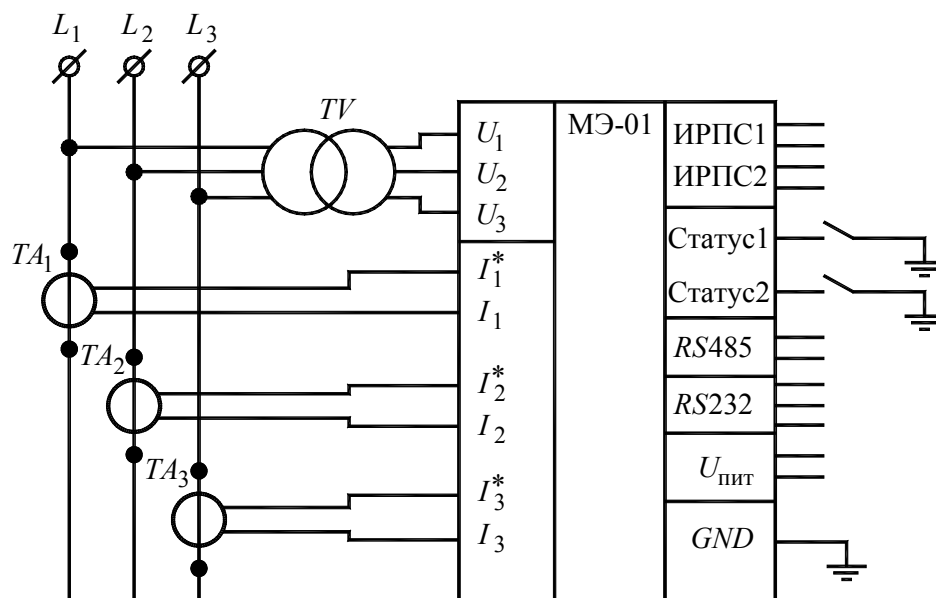 L1 L2 L3
TV
МЭ-01
U1
U2
U3
ИРПС1
ИРПС2
Статус1
Статус2
TA1
I1*
I1
RS485
TA2
I2*
I2
RS232
TA3
I3*
I3
Uпит
GND